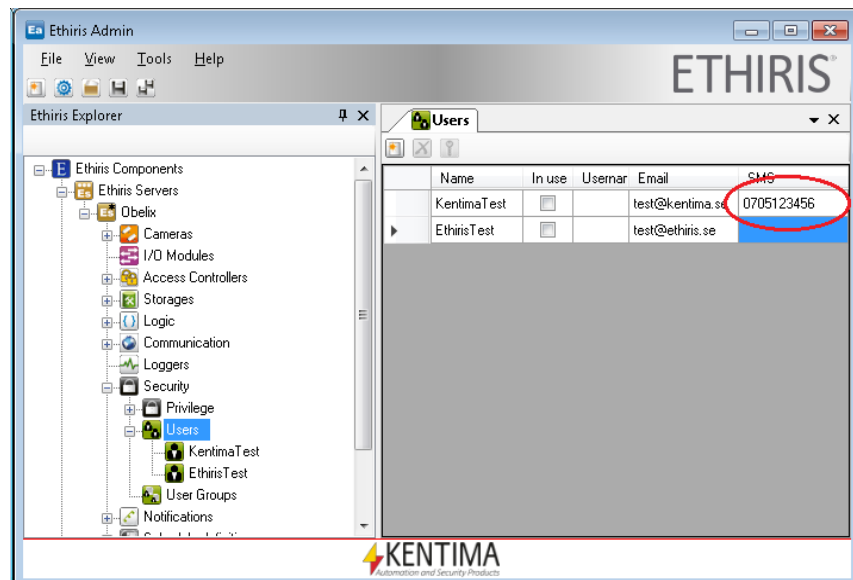 Ea Ethiris Admin
File View Tools Help
ETHIRIS®
Ethiris Explorer
Users
Ethiris Components
Ethiris Servers
Obelix
Cameras
I/O Modules
Access Controllers
Storages
Logic
Communication
Loggers
Security
Privilege
Users
KentimaTest
EthirisTest
User Groups
Notifications
Name In use Usernar Email SMS
KentimaTest test@kentima.se 0705123456
EthirisTest test@ethiris.se
KENTIMA
Automation and Security Products